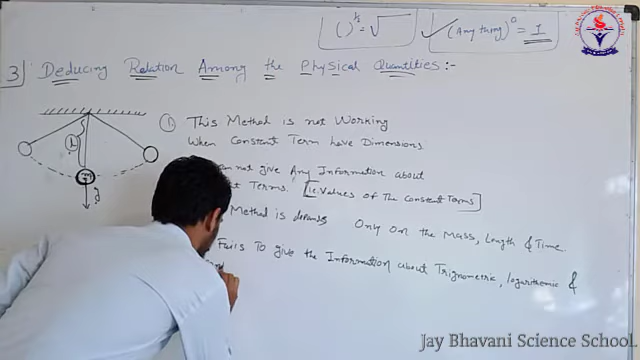 ( )^½ = √
✓ (Any thing)^0 = 1
3 Deducing Relation Among the Physical Quantities :-
① This Method is not Working
When Constant Term have Dimensions
not give Any Information about
Terms. [i.e. Values of The Constant Terms]
Method is depends Only on the Mass, Length & Time.
Fails To give the Information about Trignometric, logarithemic &
l
m
g
Jay Bhavani Science School.